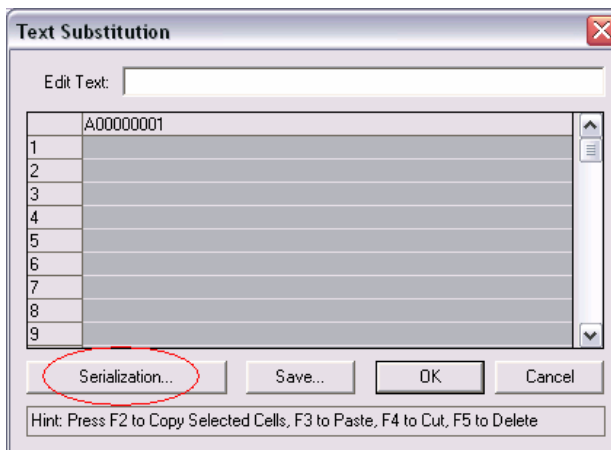 Text Substitution
Edit Text:
A00000001
1
2
3
4
5
6
7
8
9
Serialization... Save... OK Cancel
Hint: Press F2 to Copy Selected Cells, F3 to Paste, F4 to Cut, F5 to Delete